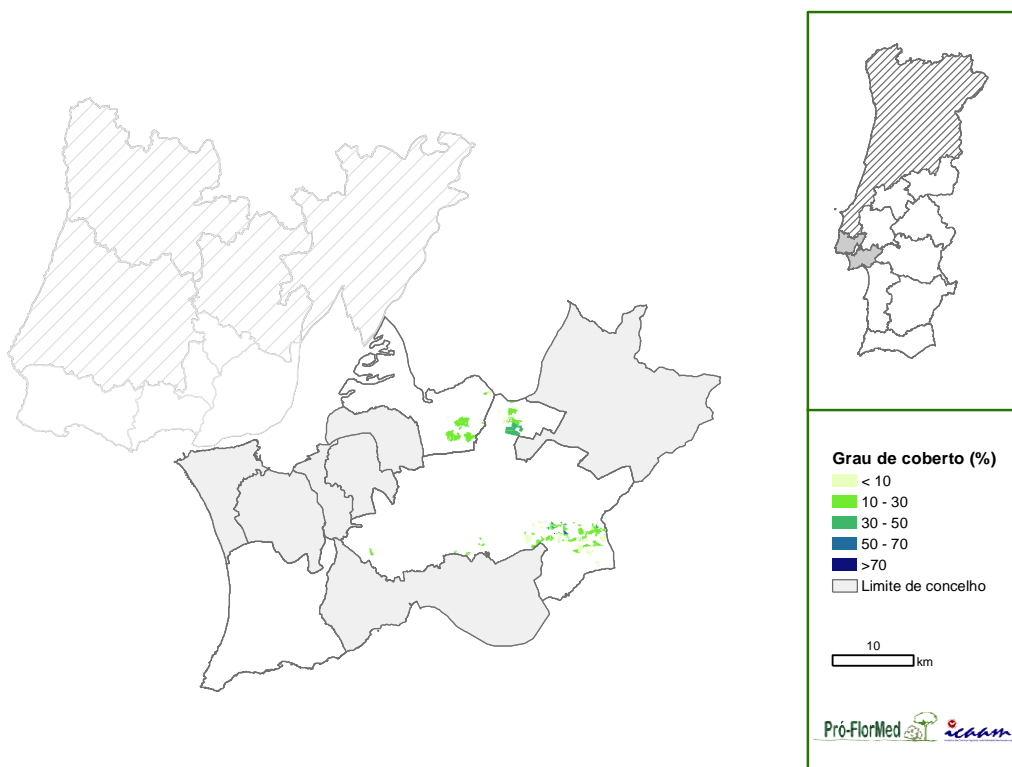 Grau de coberto (%)
< 10
10 - 30
30 - 50
50 - 70
>70
Limite de concelho
10
km
Pró-FlorMed
icaam